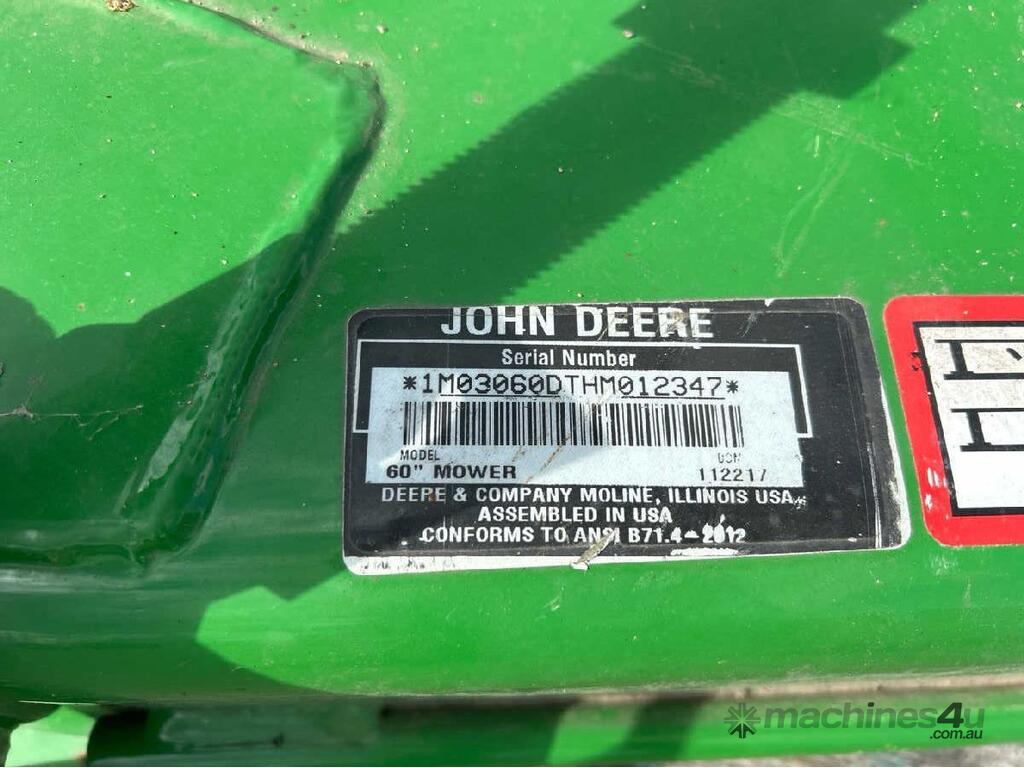 JOHN DEERE
Serial Number
*1M03060DTHM012347*
MODEL
DSN
60" MOWER
112217
DEERE & COMPANY MOLINE, ILLINOIS USA
ASSEMBLED IN USA
CONFORMS TO ANSI B71.4-2012
machines4u
.com.au